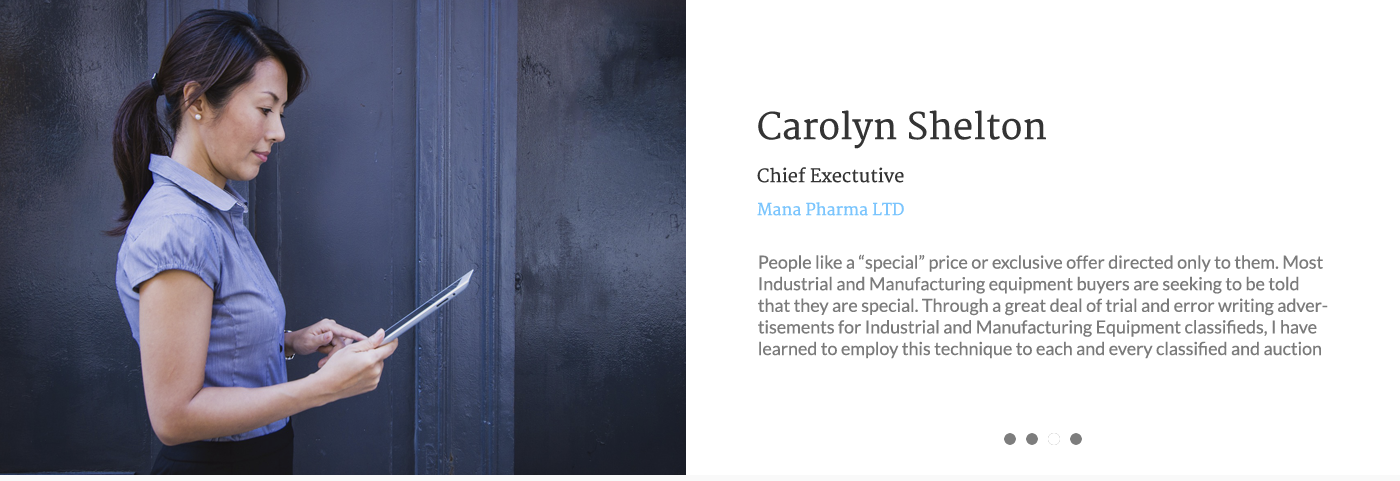 Carolyn Shelton
Chief Exectutive
Mana Pharma LTD
People like a “special” price or exclusive offer directed only to them. Most
Industrial and Manufacturing equipment buyers are seeking to be told
that they are special. Through a great deal of trial and error writing adver-
tisements for Industrial and Manufacturing Equipment classifieds, I have
learned to employ this technique to each and every classified and auction